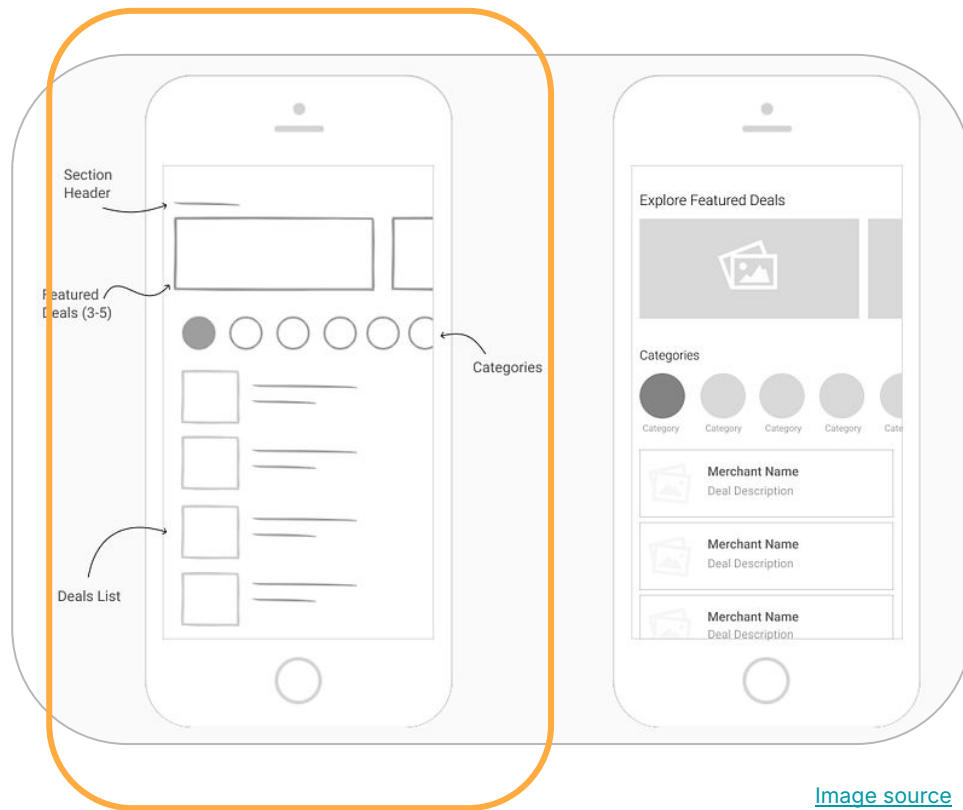 Section
Header
Featured
Deals (3-5)
Categories
Deals List
Explore Featured Deals
Categories
Category
Category
Category
Category
Cate
Merchant Name
Deal Description
Merchant Name
Deal Description
Merchant Name
Deal Description
Image source